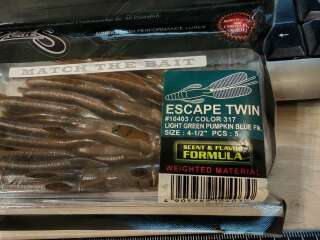 MATCH THE BAIT
ESCAPE TWIN
#10403 / COLOR 317
LIGHT GREEN PUMPKIN BLUE Flk.
SIZE : 4-1/2" PCS : 5
SCENT & FLAVOR
FORMULA
WEIGHTED MATERIAL